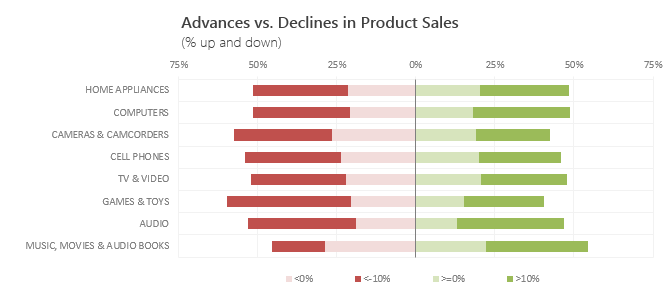 Advances vs. Declines in Product Sales
(% up and down)
75% 50% 25% 0% 25% 50% 75%
HOME APPLIANCES
COMPUTERS
CAMERAS & CAMCORDERS
CELL PHONES
TV & VIDEO
GAMES & TOYS
AUDIO
MUSIC, MOVIES & AUDIO BOOKS
<0% <-10% >=0% >10%